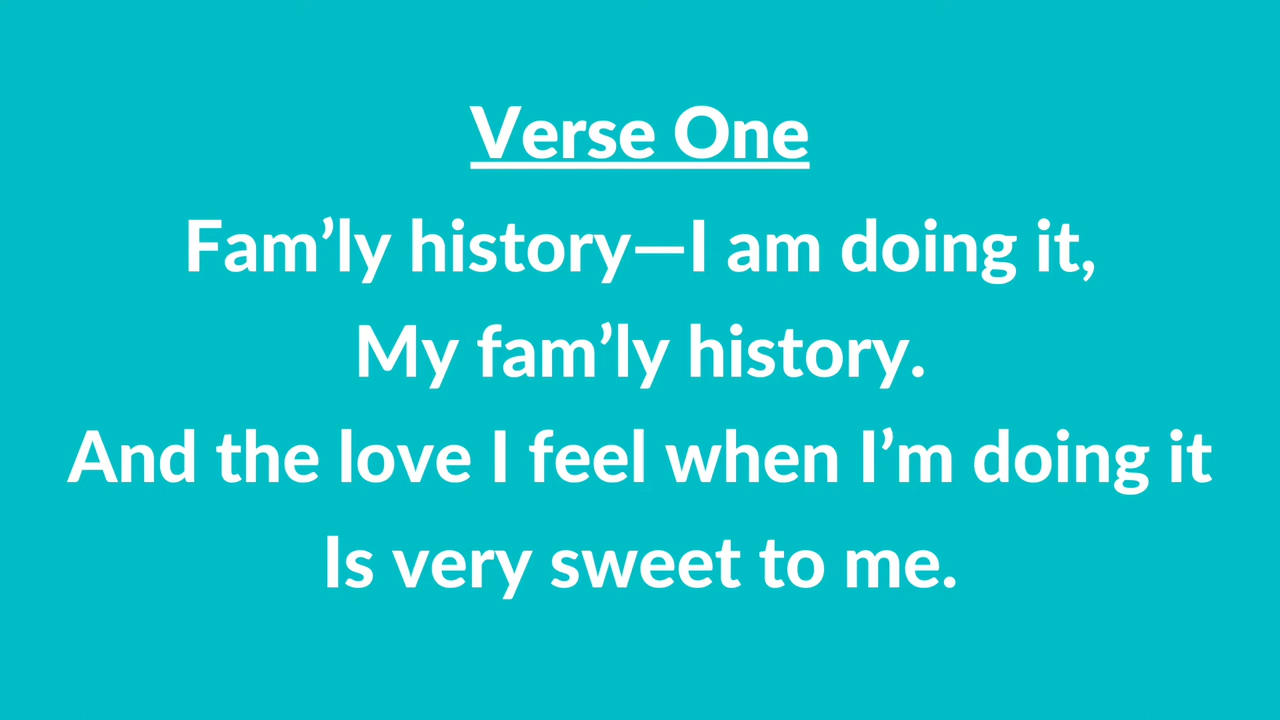 Verse One
Fam’ly history—I am doing it,
My fam’ly history.
And the love I feel when I’m doing it
Is very sweet to me.